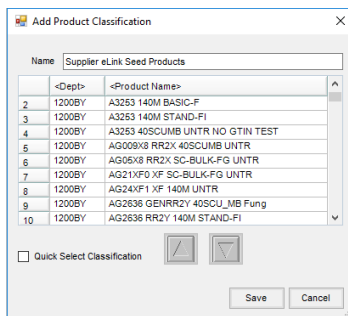 Add Product Classification
Name Supplier eLink Seed Products
<Dept> <Product Name>
2 1200BY A3253 140M BASIC-F
3 1200BY A3253 140M STAND-FI
4 1200BY A3253 40SCUMB UNTR NO GTIN TEST
5 1200BY AG009X8 RR2X 40SCUMB UNTR
6 1200BY AG05X8 RR2X SC-BULK-FG UNTR
7 1200BY AG21XF0 XF SC-BULK-FG UNTR
8 1200BY AG24XF1 XF 140M UNTR
9 1200BY AG2636 GENRR2Y 40SCU_MB Fung
10 1200BY AG2636 RR2Y 140M STAND-FI
Quick Select Classification
Save Cancel